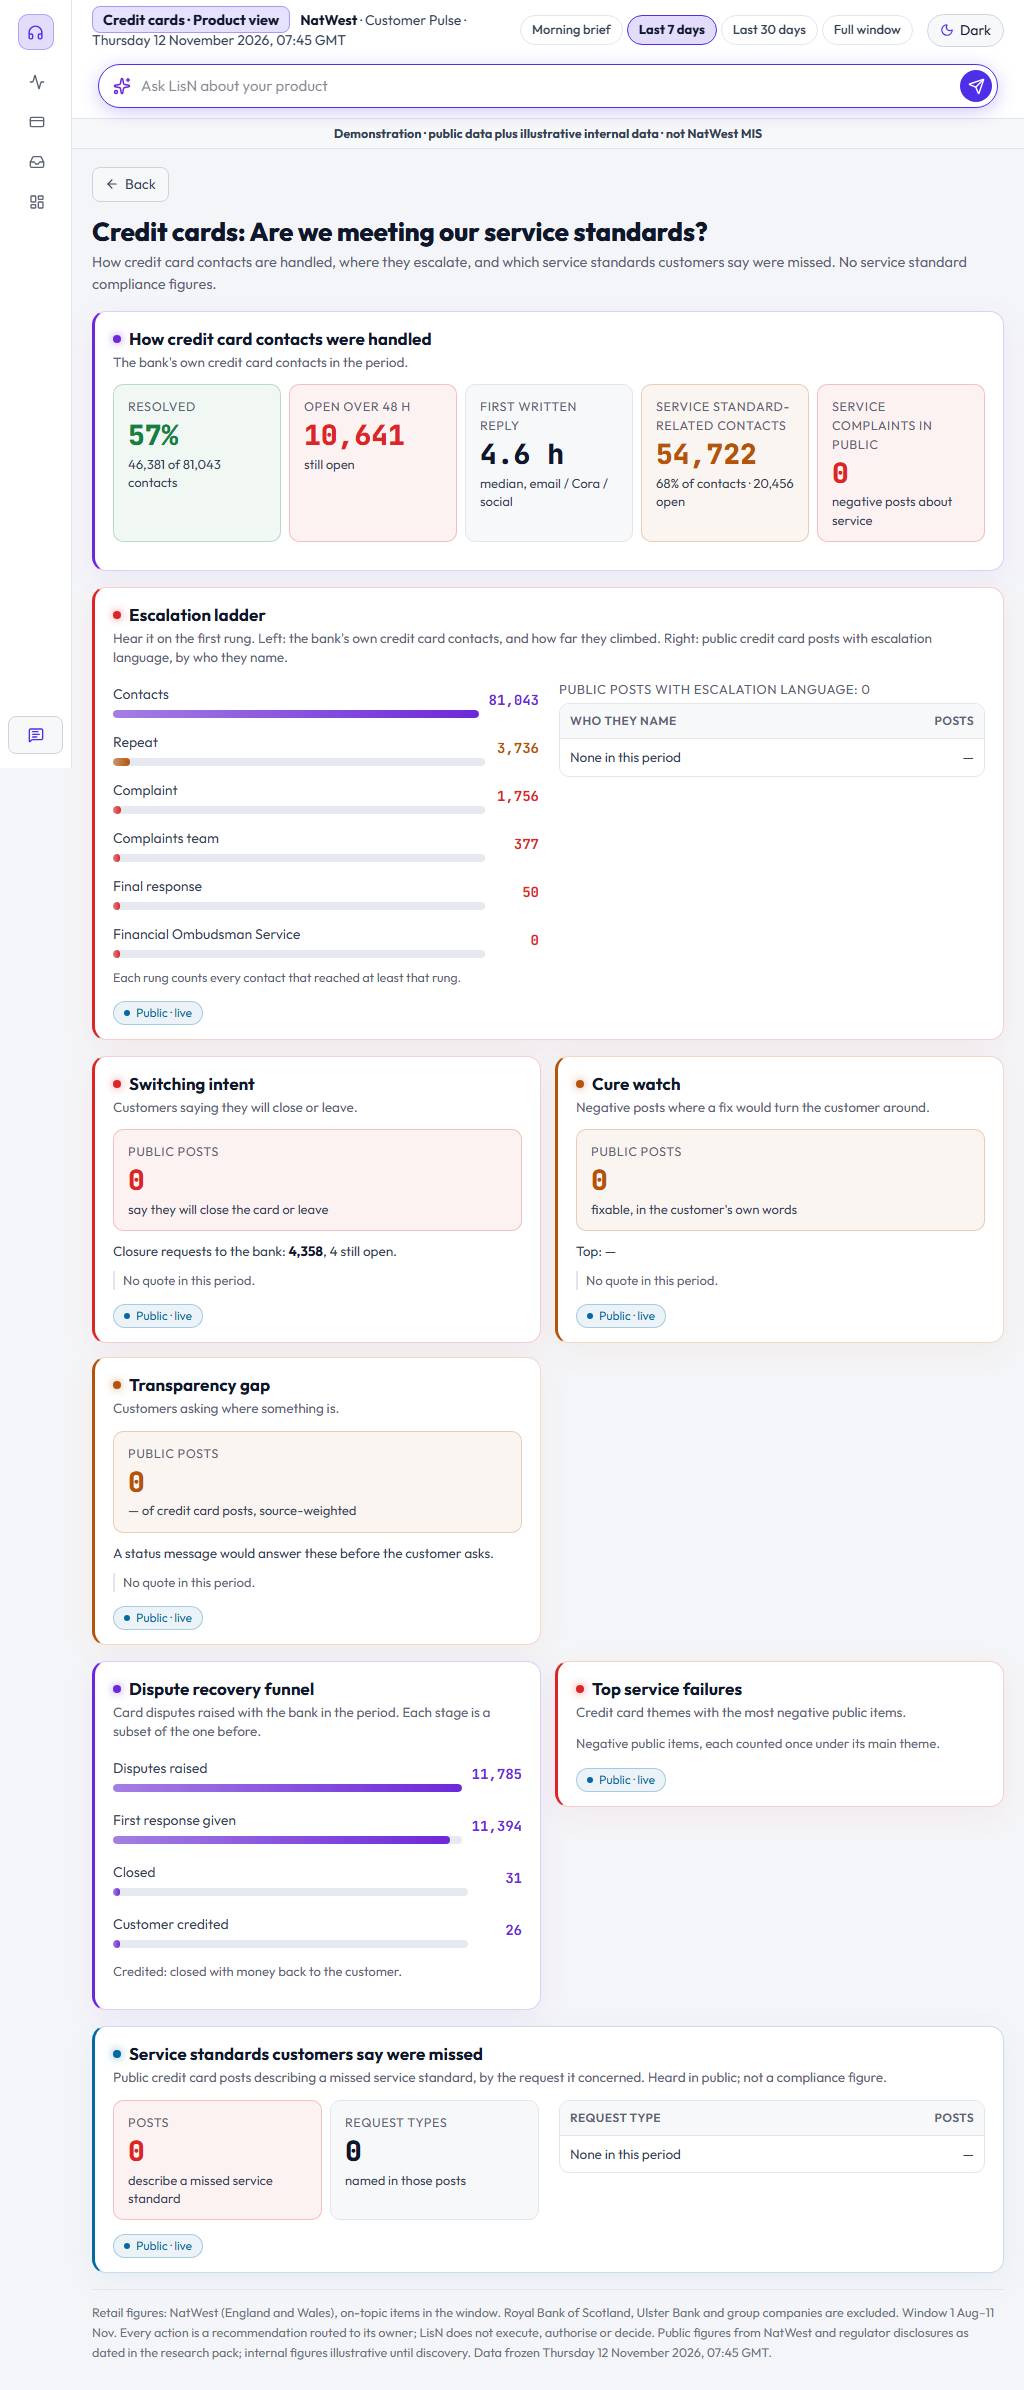 Credit cards · Product view NatWest · Customer Pulse ·
Thursday 12 November 2026, 07:45 GMT
Morning brief
Last 7 days
Last 30 days
Full window
Dark
Ask LisN about your product
Demonstration · public data plus illustrative internal data · not NatWest MIS
Back
Credit cards: Are we meeting our service standards?
How credit card contacts are handled, where they escalate, and which service standards customers say were missed. No service standard
compliance figures.
How credit card contacts were handled
The bank's own credit card contacts in the period.
RESOLVED
57%
46,381 of 81,043
contacts
OPEN OVER 48 H
10,641
still open
FIRST WRITTEN
REPLY
4.6 h
median, email / Cora /
social
SERVICE STANDARD-
RELATED CONTACTS
54,722
68% of contacts · 20,456
open
SERVICE
COMPLAINTS IN
PUBLIC
0
negative posts about
service
Escalation ladder
Hear it on the first rung. Left: the bank's own credit card contacts, and how far they climbed. Right: public credit card posts with escalation
language, by who they name.
Contacts 81,043
Repeat 3,736
Complaint 1,756
Complaints team 377
Final response 50
Financial Ombudsman Service 0
Each rung counts every contact that reached at least that rung.
Public · live
PUBLIC POSTS WITH ESCALATION LANGUAGE: 0
WHO THEY NAME POSTS
None in this period —
Switching intent
Customers saying they will close or leave.
PUBLIC POSTS
0
say they will close the card or leave
Closure requests to the bank: 4,358, 4 still open.
No quote in this period.
Public · live
Cure watch
Negative posts where a fix would turn the customer around.
PUBLIC POSTS
0
fixable, in the customer's own words
Top: —
No quote in this period.
Public · live
Transparency gap
Customers asking where something is.
PUBLIC POSTS
0
— of credit card posts, source-weighted
A status message would answer these before the customer asks.
No quote in this period.
Public · live
Dispute recovery funnel
Card disputes raised with the bank in the period. Each stage is a
subset of the one before.
Disputes raised 11,785
First response given 11,394
Closed 31
Customer credited 26
Credited: closed with money back to the customer.
Top service failures
Credit card themes with the most negative public items.
Negative public items, each counted once under its main theme.
Public · live
Service standards customers say were missed
Public credit card posts describing a missed service standard, by the request it concerned. Heard in public; not a compliance figure.
POSTS
0
describe a missed service
standard
REQUEST TYPES
0
named in those posts
REQUEST TYPE POSTS
None in this period —
Public · live
Retail figures: NatWest (England and Wales), on-topic items in the window. Royal Bank of Scotland, Ulster Bank and group companies are excluded. Window 1 Aug–11
Nov. Every action is a recommendation routed to its owner; LisN does not execute, authorise or decide. Public figures from NatWest and regulator disclosures as
dated in the research pack; internal figures illustrative until discovery. Data frozen Thursday 12 November 2026, 07:45 GMT.